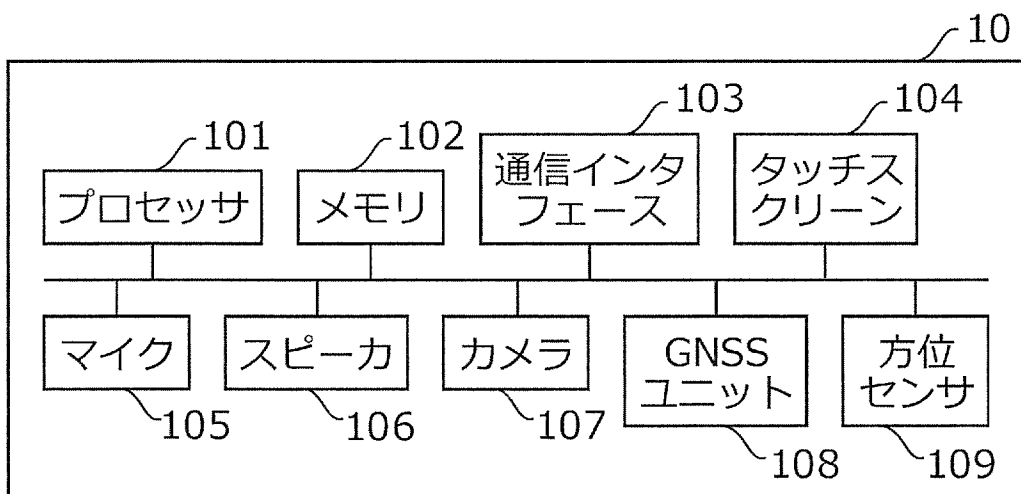 10
101
102
103
104
プロセッサ
メモリ
通信インタ
フェース
タッチス
クリーン
マイク
スピーカ
カメラ
GNSS
ユニット
方位
センサ
105
106
107
108
109